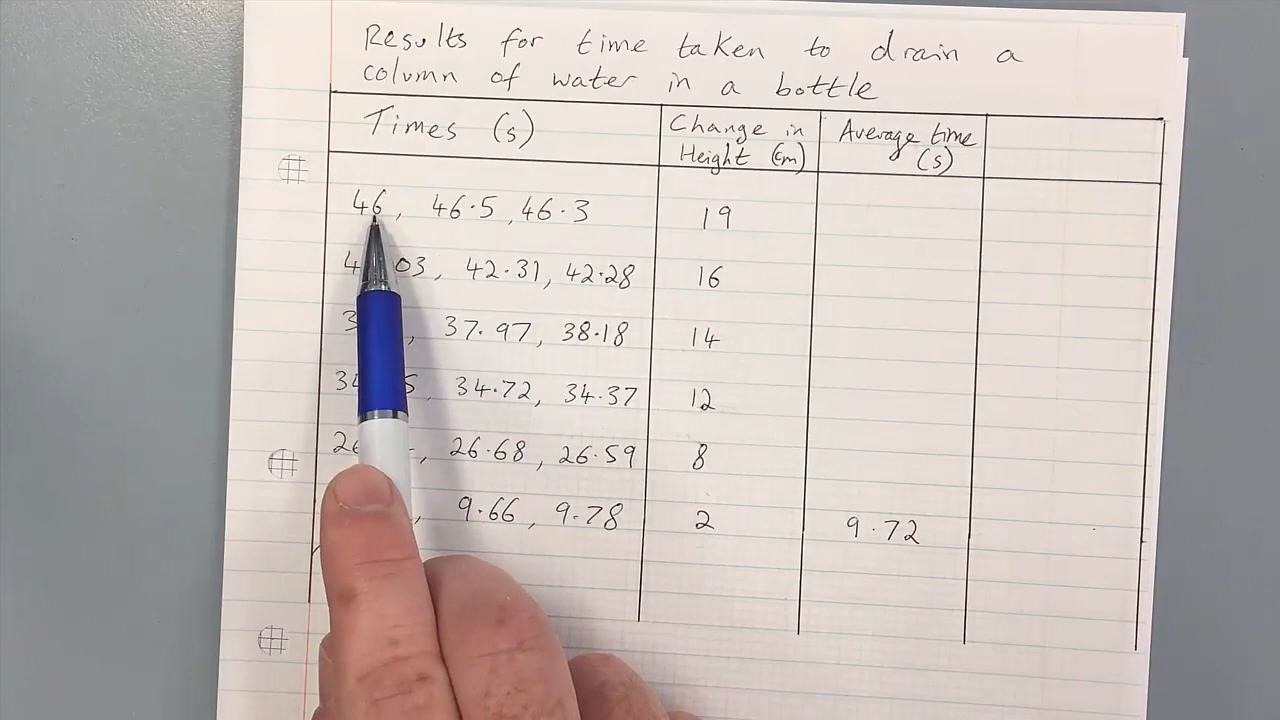 Results for time taken to drain a
column of water in a bottle
Times (s) Change in Height (cm) Average time (s)
46, 46.5, 46.3 19
03, 42.31, 42.28 16
37.97, 38.18 14
34.72, 34.37 12
26.68, 26.59 8
9.66, 9.78 2 9.72